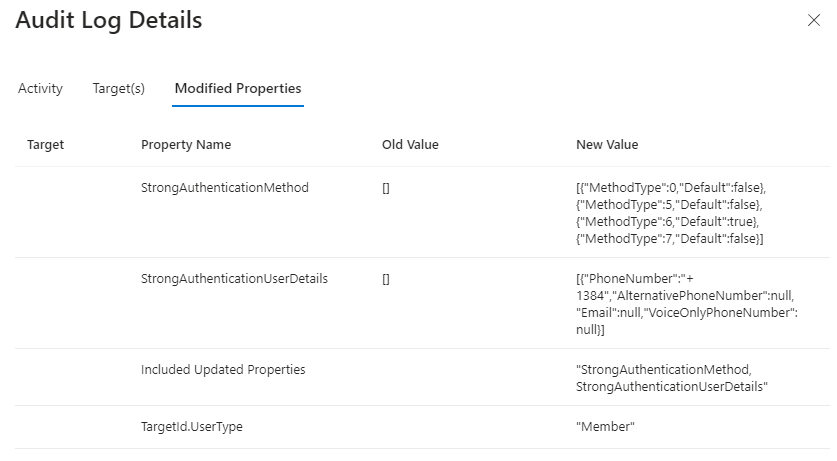 Audit Log Details
Activity Target(s) Modified Properties
Target Property Name Old Value New Value
StrongAuthenticationMethod [] [{"MethodType":0,"Default":false},
{"MethodType":5,"Default":false},
{"MethodType":6,"Default":true},
{"MethodType":7,"Default":false}]
StrongAuthenticationUserDetails [] [{"PhoneNumber":"+
1384","AlternativePhoneNumber":null,
"Email":null,"VoiceOnlyPhoneNumber":
null}]
Included Updated Properties "StrongAuthenticationMethod,
StrongAuthenticationUserDetails"
TargetId.UserType "Member"